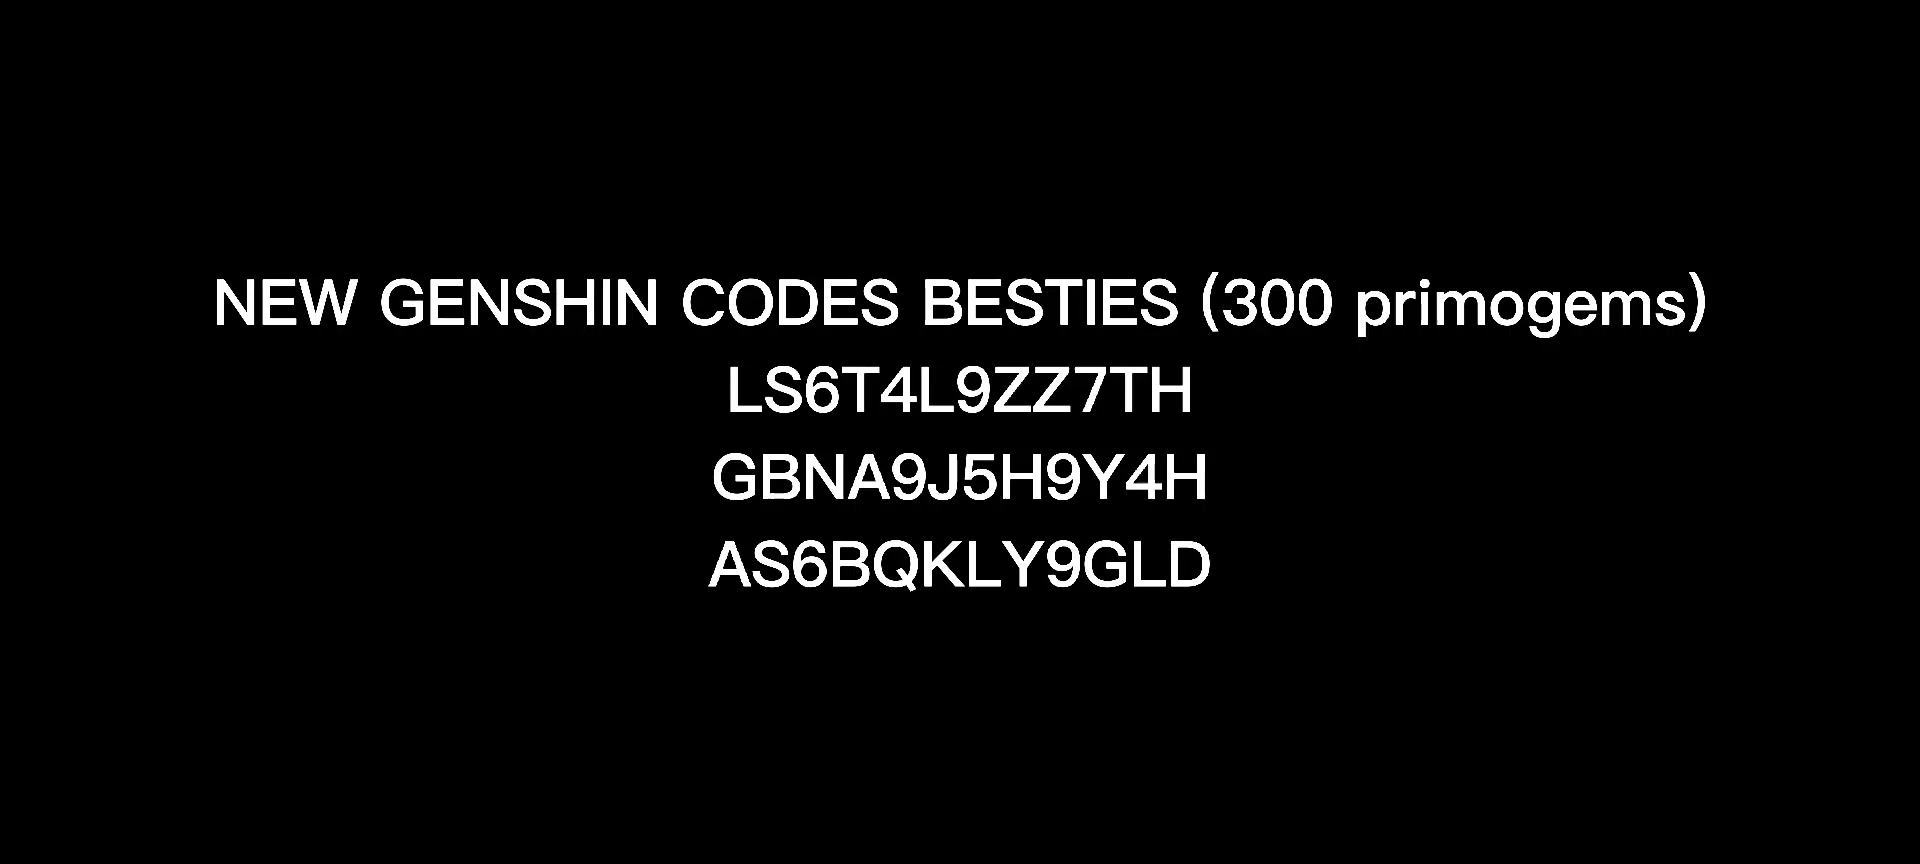 NEW GENSHIN CODES BESTIES (300 primogems)
LS6T4L9ZZ7TH
GBNA9J5H9Y4H
AS6BQKLY9GLD